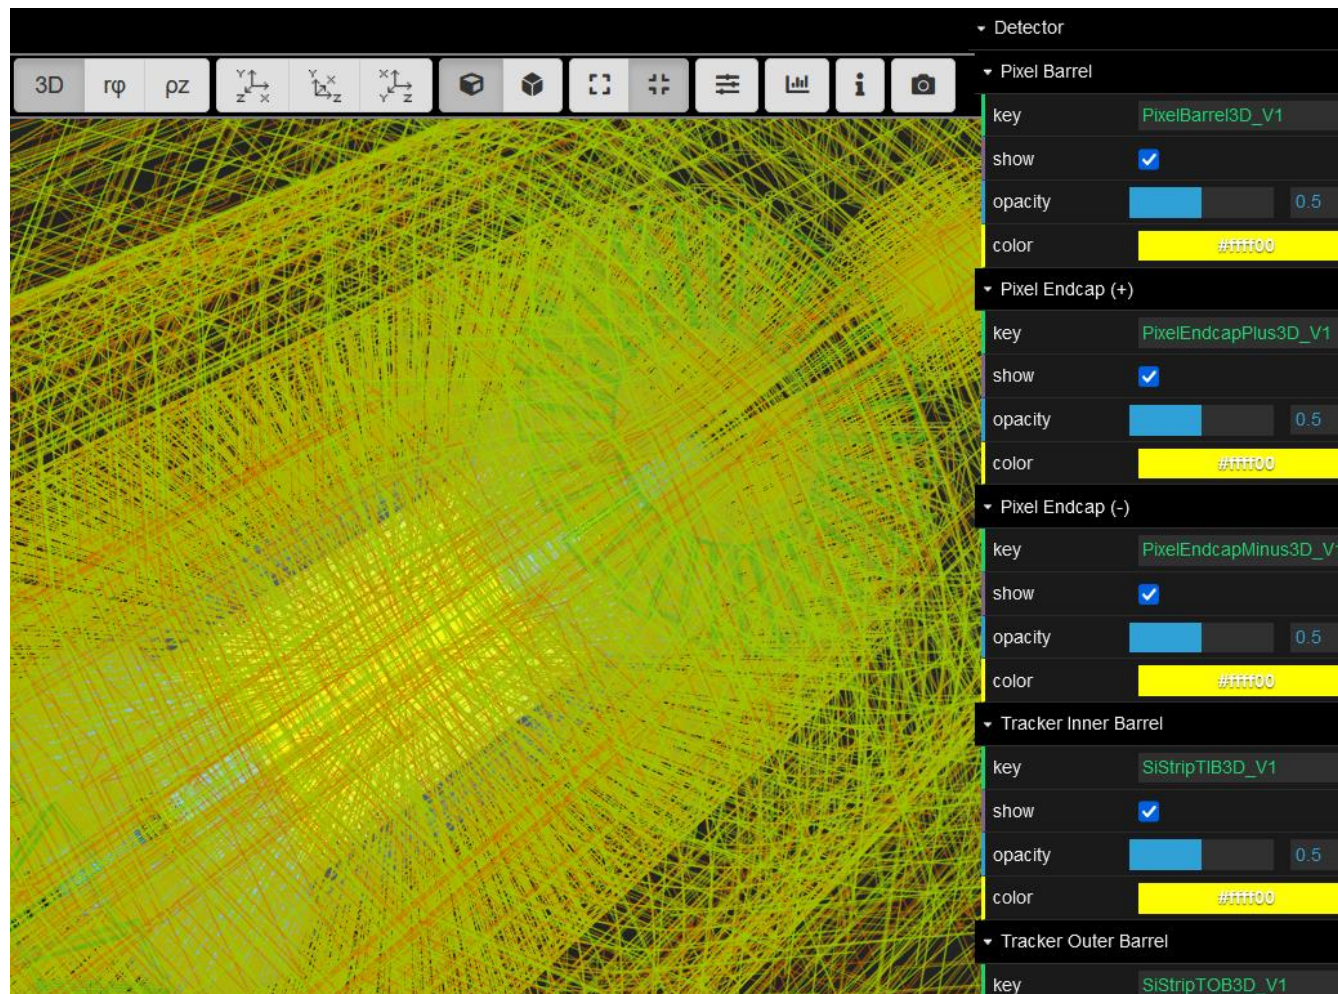 Detector
3D rφ ρz
Y X Z
Y X Z
X Y Z
Pixel Barrel
key PixelBarrel3D_V1
show
opacity 0.5
color #ffff00
Pixel Endcap (+)
key PixelEndcapPlus3D_V1
show
opacity 0.5
color #ffff00
Pixel Endcap (-)
key PixelEndcapMinus3D_V
show
opacity 0.5
color #ffff00
Tracker Inner Barrel
key SiStripTIB3D_V1
show
opacity 0.5
color #ffff00
Tracker Outer Barrel
key SiStripTOB3D_V1